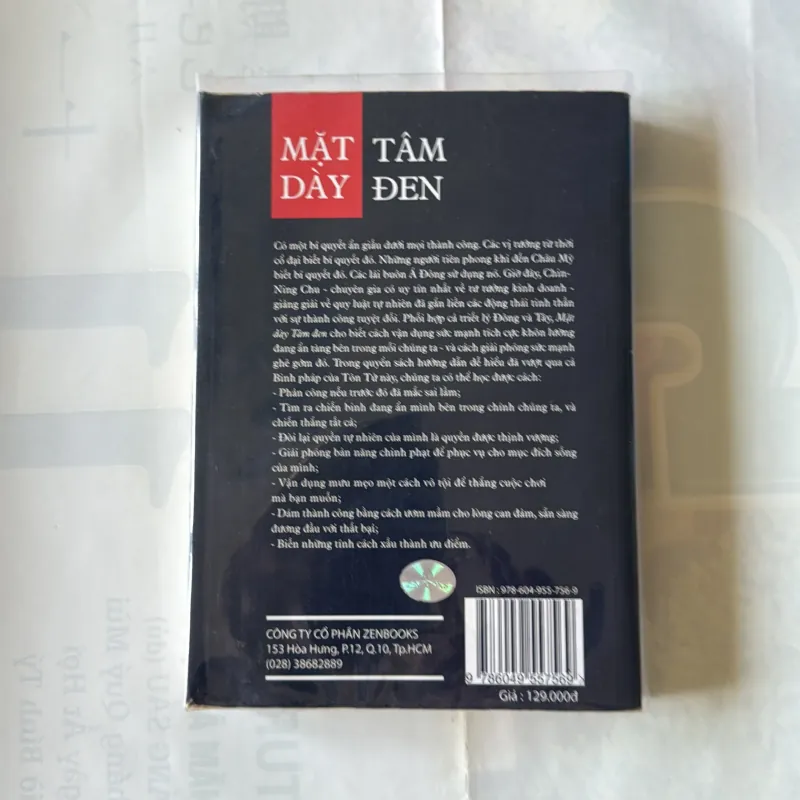 MẶT TÂM
DÀY ĐEN
Có một bí quyết ẩn giấu dưới mọi thành công. Các vị tướng từ thời
cổ đại biết bí quyết đó. Những người tiên phong khi đến Châu Mỹ
biết bí quyết đó. Các lái buôn Á Đông sử dụng nó. Giờ đây, Chin-
Ning Chu - chuyên gia có uy tín nhất về tư tưởng kinh doanh -
giảng giải về quy luật tự nhiên đã gắn liền các động thái tinh thần
với sự thành công tuyệt đối. Phối hợp cả triết lý Đông và Tây, Mặt
dày Tâm đen cho biết cách vận dụng sức mạnh tích cực khôn lường
đang ẩn tàng bên trong mỗi chúng ta - và cách giải phóng sức mạnh
ghê gớm đó. Trong quyển sách hướng dẫn dễ hiểu đã vượt qua cả
Binh pháp của Tôn Tử này, chúng ta có thể học được cách:
- Phản công nếu trước đó đã mắc sai lầm;
- Tìm ra chiến binh đang ẩn mình bên trong chính chúng ta, và
chiến thắng tất cả;
- Đòi lại quyền tự nhiên của mình là quyền được thịnh vượng;
- Giải phóng bản năng chinh phạt để phục vụ cho mục đích sống
của mình;
- Vận dụng mưu mẹo một cách vô tội để thắng cuộc chơi
mà bạn muốn;
- Dám thành công bằng cách ươm mầm cho lòng can đảm, sẵn sàng
đương đầu với thất bại;
- Biến những tính cách xấu thành ưu điểm.
ISBN : 978-604-955-756-9
CÔNG TY CỔ PHẦN ZENBOOKS
153 Hòa Hưng, P.12, Q.10, Tp.HCM
(028) 38682889
9 786049 557569
Giá : 129.000đ